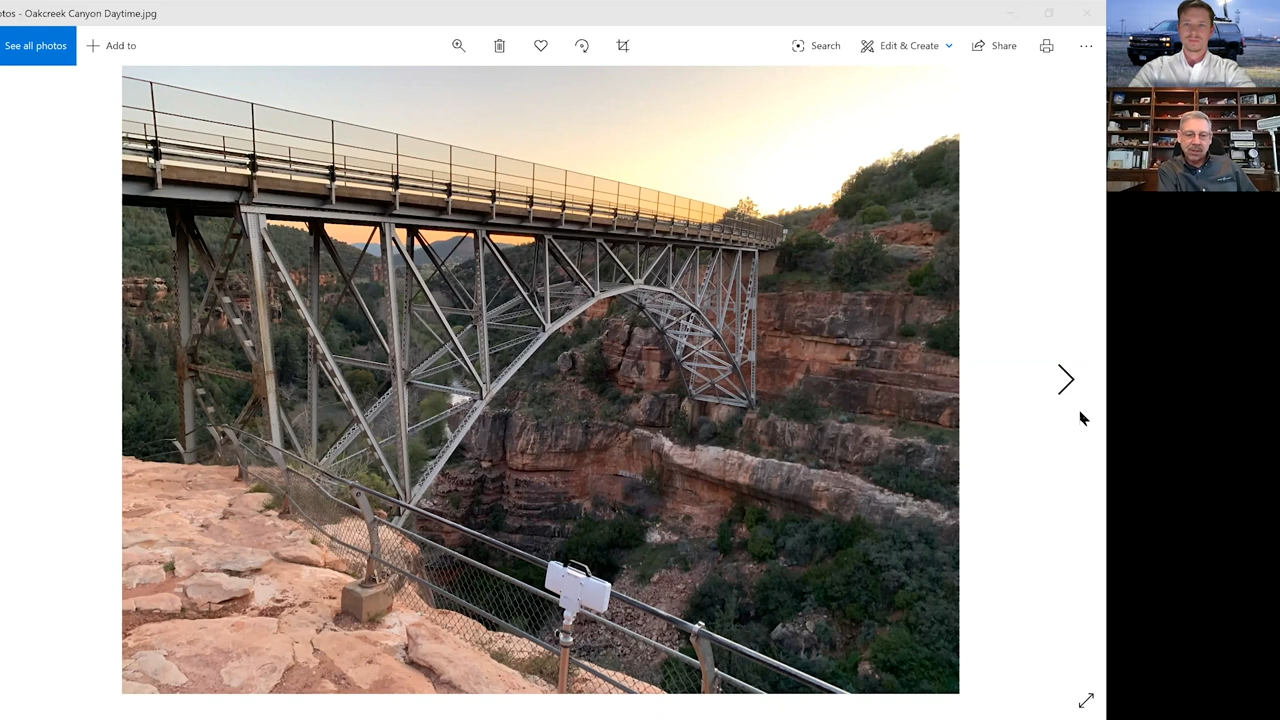 otos - Oakcreek Canyon Daytime.jpg
See all photos
Add to
Search
Edit & Create
Share